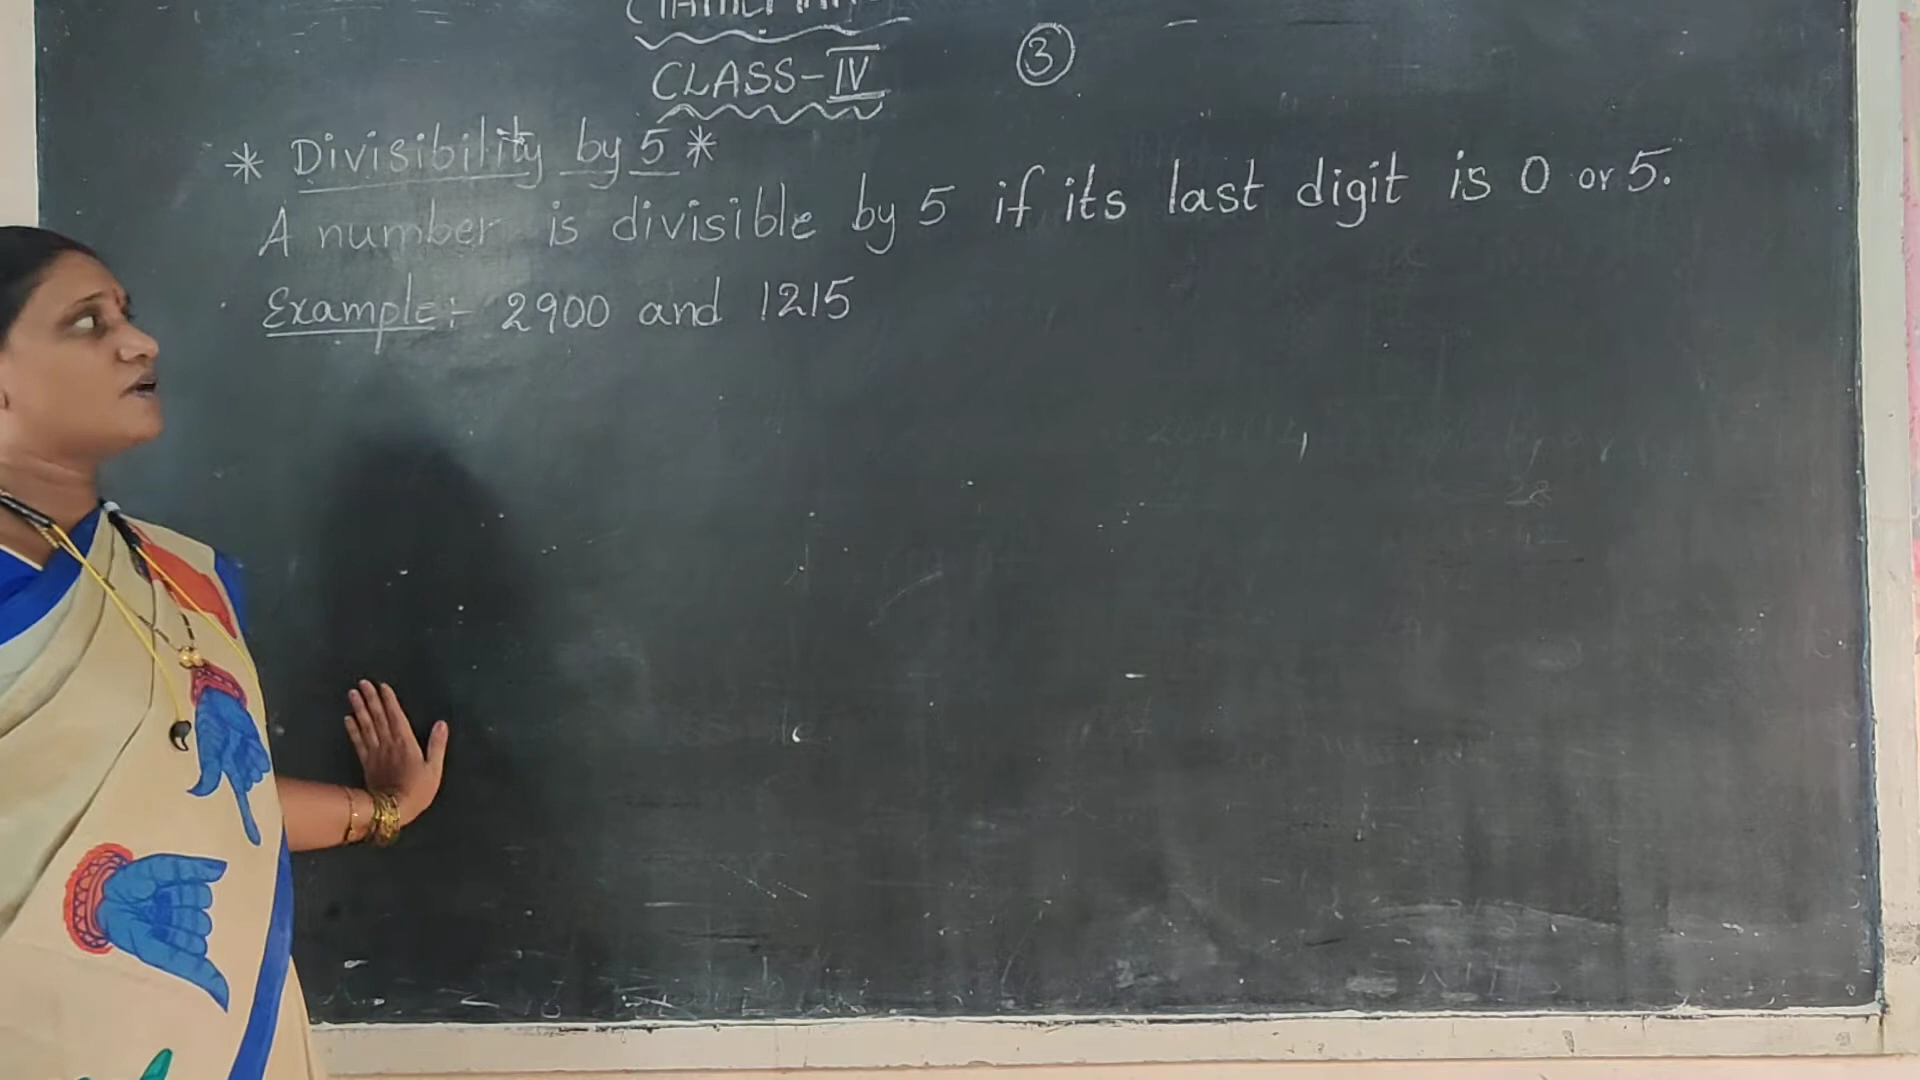 CLASS-IV
3
* Divisibility by 5 *
A number is divisible by 5 if its last digit is 0 or 5.
Example:- 2900 and 1215